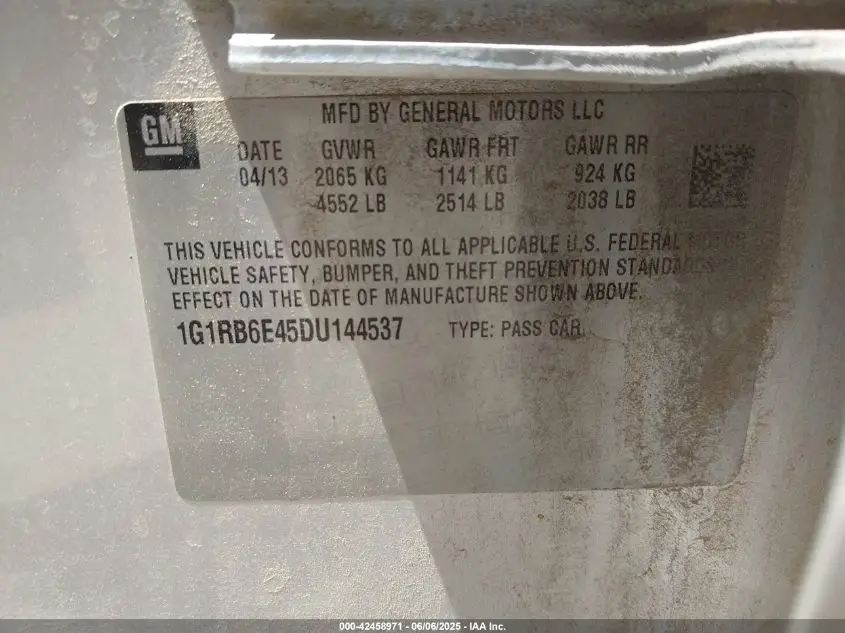 MFD BY GENERAL MOTORS LLC
GM
DATE GVWR GAWR FRT GAWR RR
04/13 2065 KG 1141 KG 924 KG
4552 LB 2514 LB 2038 LB
THIS VEHICLE CONFORMS TO ALL APPLICABLE U.S. FEDERAL MOTOR
VEHICLE SAFETY, BUMPER, AND THEFT PREVENTION STANDARDS IN
EFFECT ON THE DATE OF MANUFACTURE SHOWN ABOVE.
1G1RB6E45DU144537 TYPE: PASS CAR
000-42458971 | 06/06/2025 - IAA Inc.